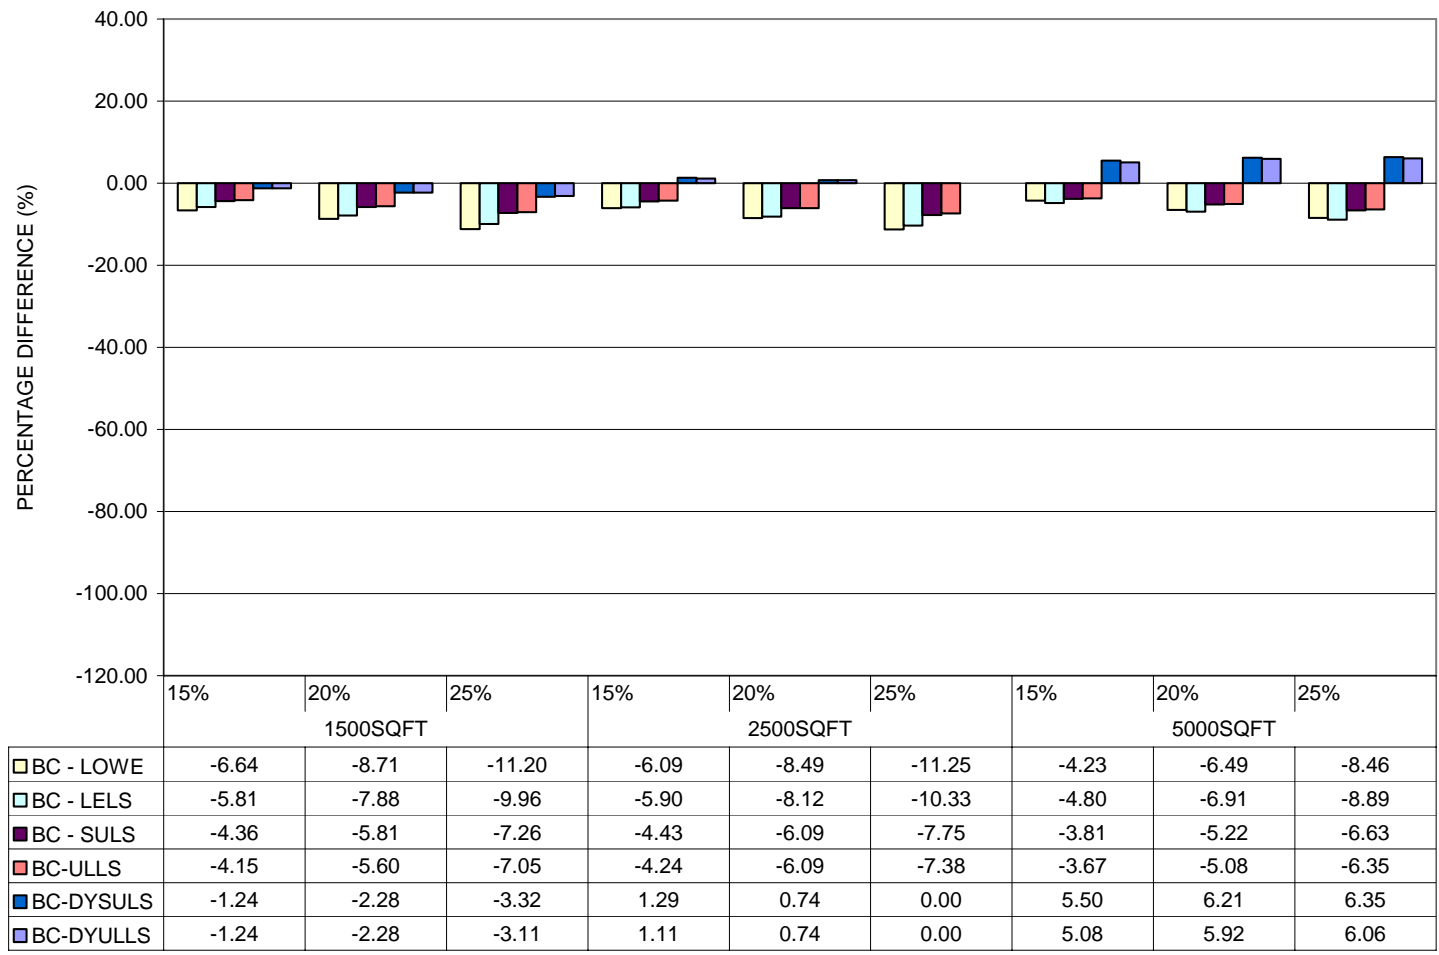 40.00
20.00
0.00
-20.00
-40.00
-60.00
-80.00
-100.00
-120.00
PERCENTAGE DIFFERENCE (%)
15% 20% 25% 15% 20% 25% 15% 20% 25%
1500SQFT 2500SQFT 5000SQFT
BC - LOWE -6.64 -8.71 -11.20 -6.09 -8.49 -11.25 -4.23 -6.49 -8.46
BC - LELS -5.81 -7.88 -9.96 -5.90 -8.12 -10.33 -4.80 -6.91 -8.89
BC - SULS -4.36 -5.81 -7.26 -4.43 -6.09 -7.75 -3.81 -5.22 -6.63
BC-ULLS -4.15 -5.60 -7.05 -4.24 -6.09 -7.38 -3.67 -5.08 -6.35
BC-DYSULS -1.24 -2.28 -3.32 1.29 0.74 0.00 5.50 6.21 6.35
BC-DYULLS -1.24 -2.28 -3.11 1.11 0.74 0.00 5.08 5.92 6.06